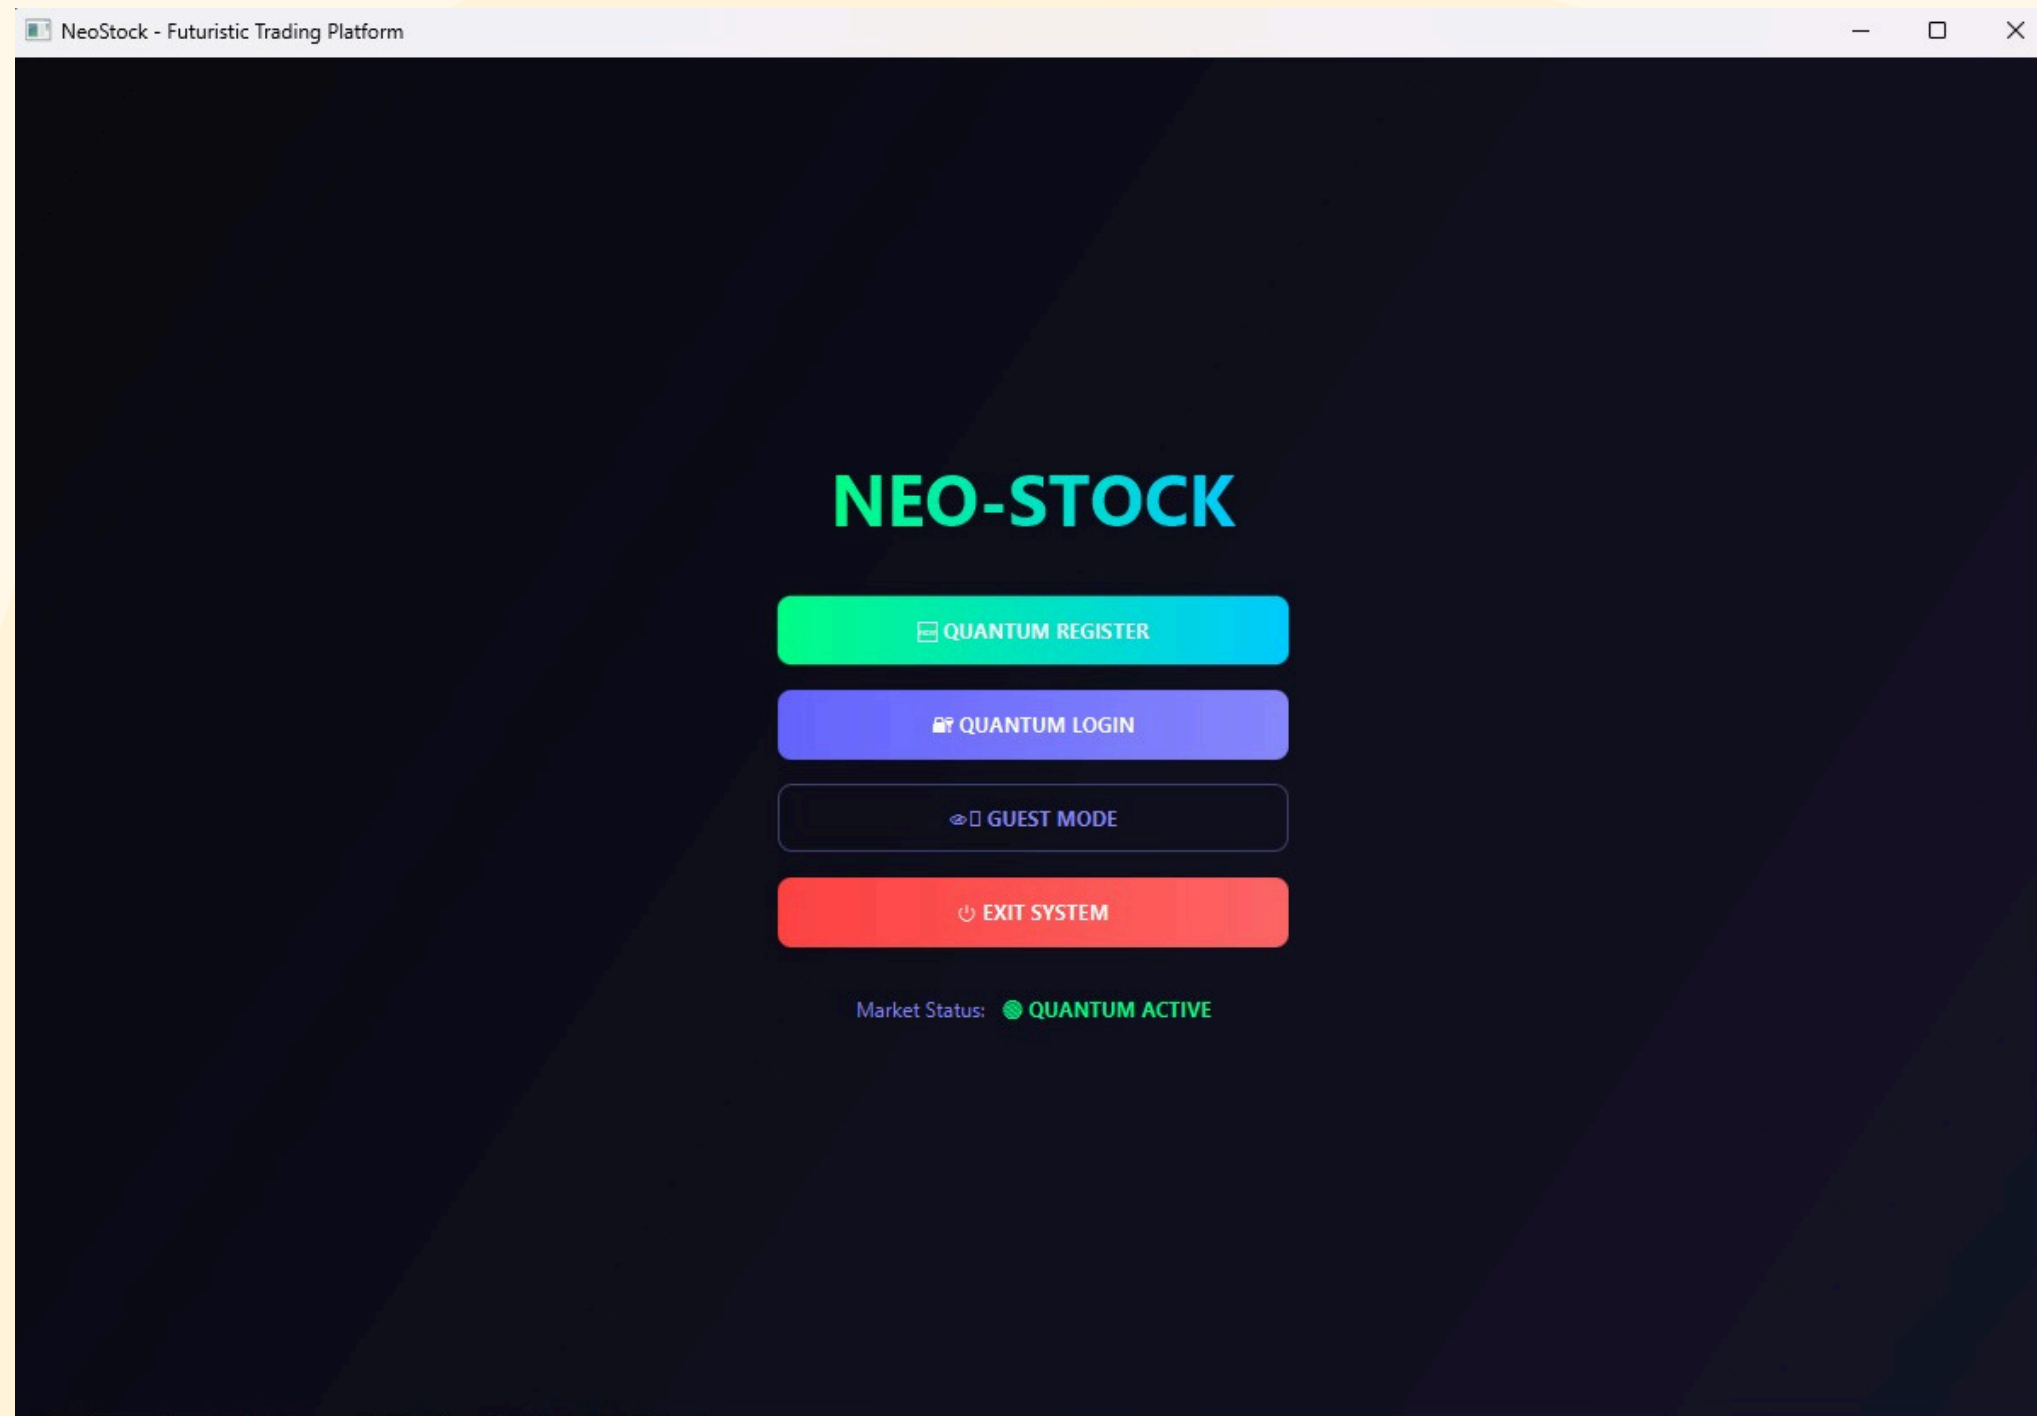 NeoStock - Futuristic Trading Platform
NEO-STOCK
🆕 QUANTUM REGISTER
🔐 QUANTUM LOGIN
👁 GUEST MODE
⏻ EXIT SYSTEM
Market Status: 🟢 QUANTUM ACTIVE